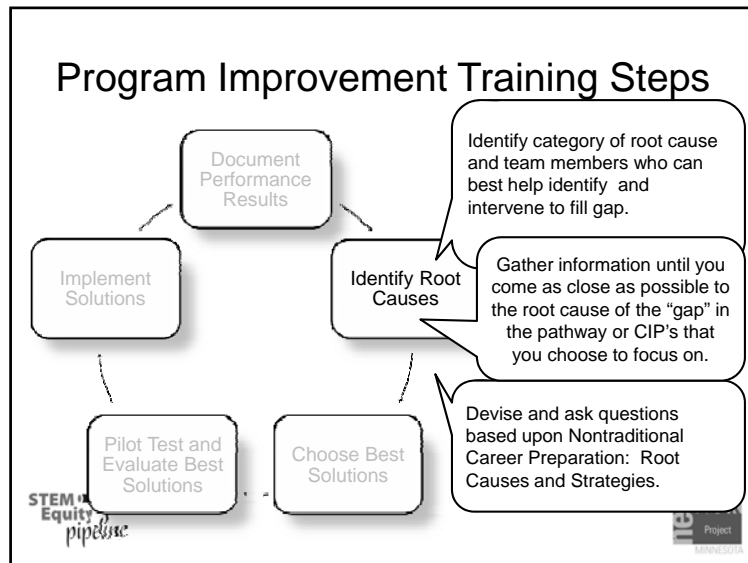 Program Improvement Training Steps
Document
Performance
Results
Identify category of root cause
and team members who can
best help identify and
intervene to fill gap.
Implement
Solutions
Identify Root
Causes
Gather information until you
come as close as possible to
the root cause of the “gap” in
the pathway or CIP’s that
you choose to focus on.
Pilot Test and
Evaluate Best
Solutions
Choose Best
Solutions
Devise and ask questions
based upon Nontraditional
Career Preparation: Root
Causes and Strategies.
STEM
Equity
pipeline
Project
MINNESOTA